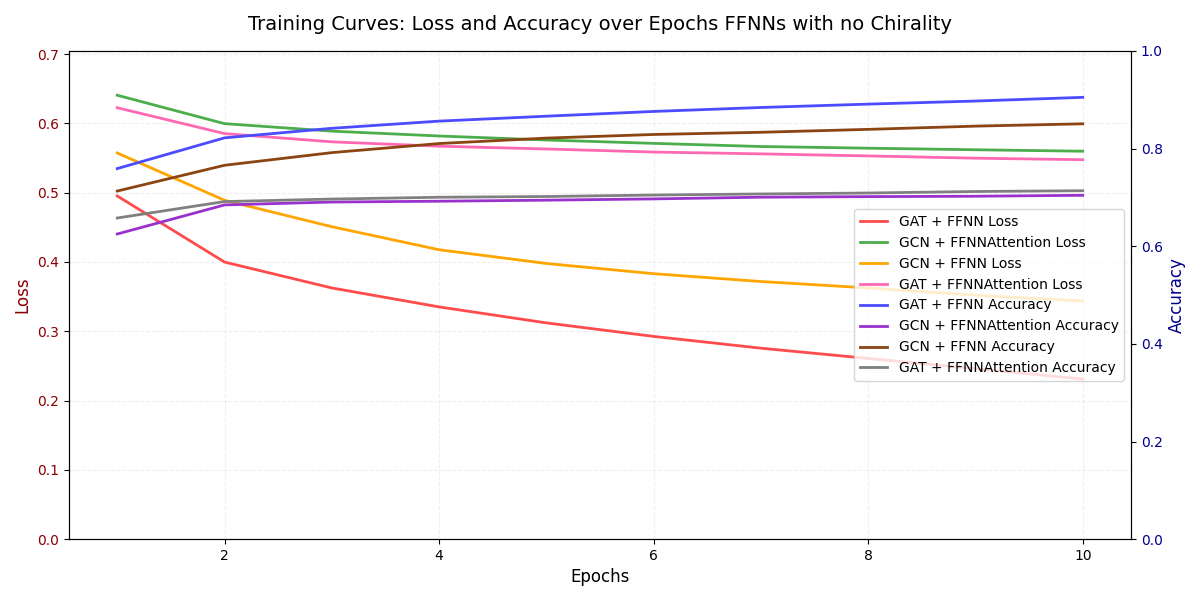 Training Curves: Loss and Accuracy over Epochs FFNNs with no Chirality
0.7
0.6
0.5
0.4
0.3
0.2
0.1
0.0
Loss
2
4
6
8
10
Epochs
1.0
0.8
0.6
0.4
0.2
0.0
Accuracy
GAT + FFNN Loss
GCN + FFNNAttention Loss
GCN + FFNN Loss
GAT + FFNNAttention Loss
GAT + FFNN Accuracy
GCN + FFNNAttention Accuracy
GCN + FFNN Accuracy
GAT + FFNNAttention Accuracy